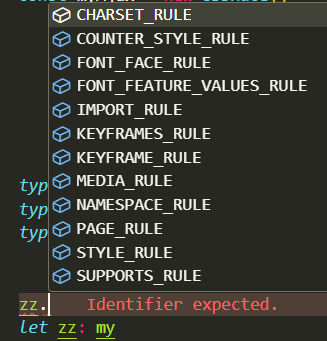 CHARSET_RULE
COUNTER_STYLE_RULE
FONT_FACE_RULE
FONT_FEATURE_VALUES_RULE
IMPORT_RULE
KEYFRAMES_RULE
KEYFRAME_RULE
typ MEDIA_RULE
typ NAMESPACE_RULE
typ PAGE_RULE
STYLE_RULE
SUPPORTS_RULE
zz. Identifier expected.
let zz: my